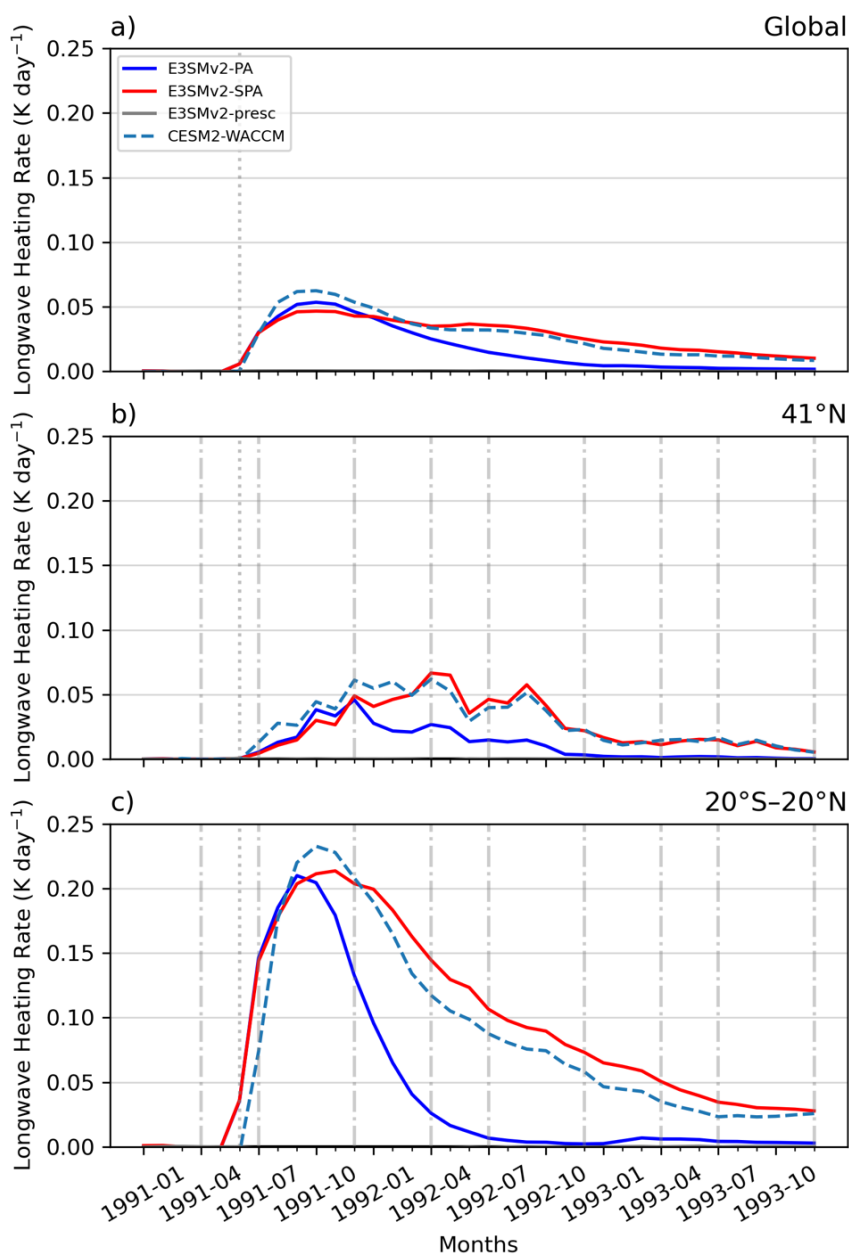 a) Global
Longwave Heating Rate (K day⁻¹)
0.25
0.20
0.15
0.10
0.05
0.00
E3SMv2-PA
E3SMv2-SPA
E3SMv2-presc
CESM2-WACCM
b) 41°N
Longwave Heating Rate (K day⁻¹)
0.25
0.20
0.15
0.10
0.05
0.00
c) 20°S–20°N
Longwave Heating Rate (K day⁻¹)
0.25
0.20
0.15
0.10
0.05
0.00
1991-01
1991-04
1991-07
1991-10
1992-01
1992-04
1992-07
1992-10
1993-01
1993-04
1993-07
1993-10
Months